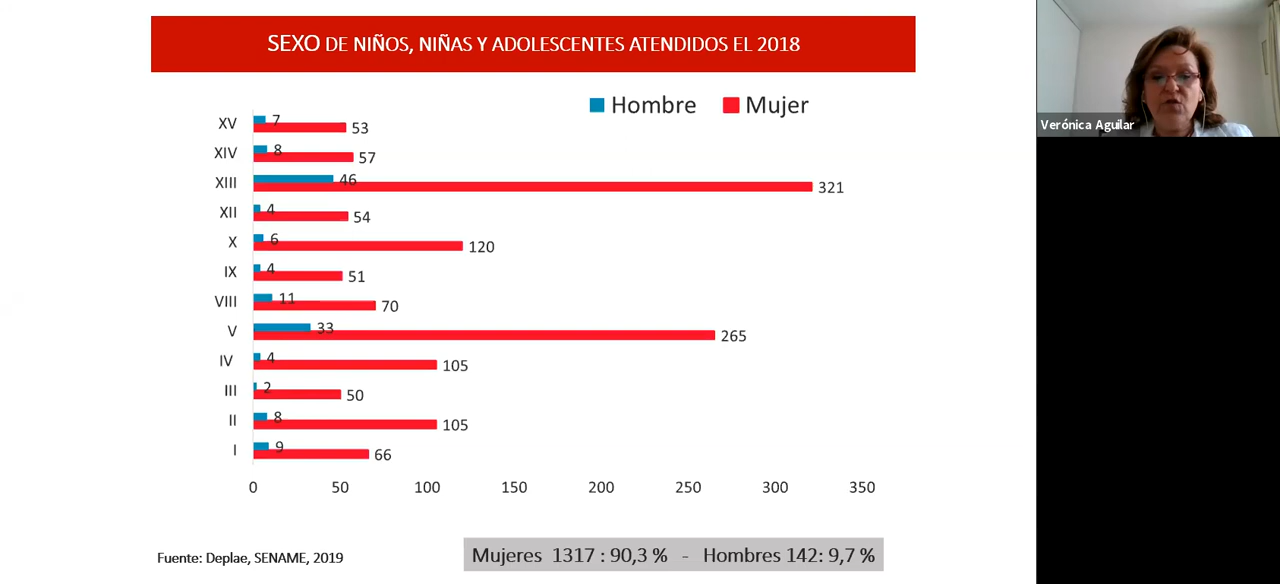 SEXO DE NIÑOS, NIÑAS Y ADOLESCENTES ATENDIDOS EL 2018
Hombre Mujer
XV 7 53
XIV 8 57
XIII 46 321
XII 4 54
X 6 120
IX 4 51
VIII 11 70
V 33 265
IV 4 105
III 2 50
II 8 105
I 9 66
0 50 100 150 200 250 300 350
Fuente: Deplae, SENAME, 2019
Mujeres 1317 : 90,3 % - Hombres 142: 9,7 %
Verónica Aguilar